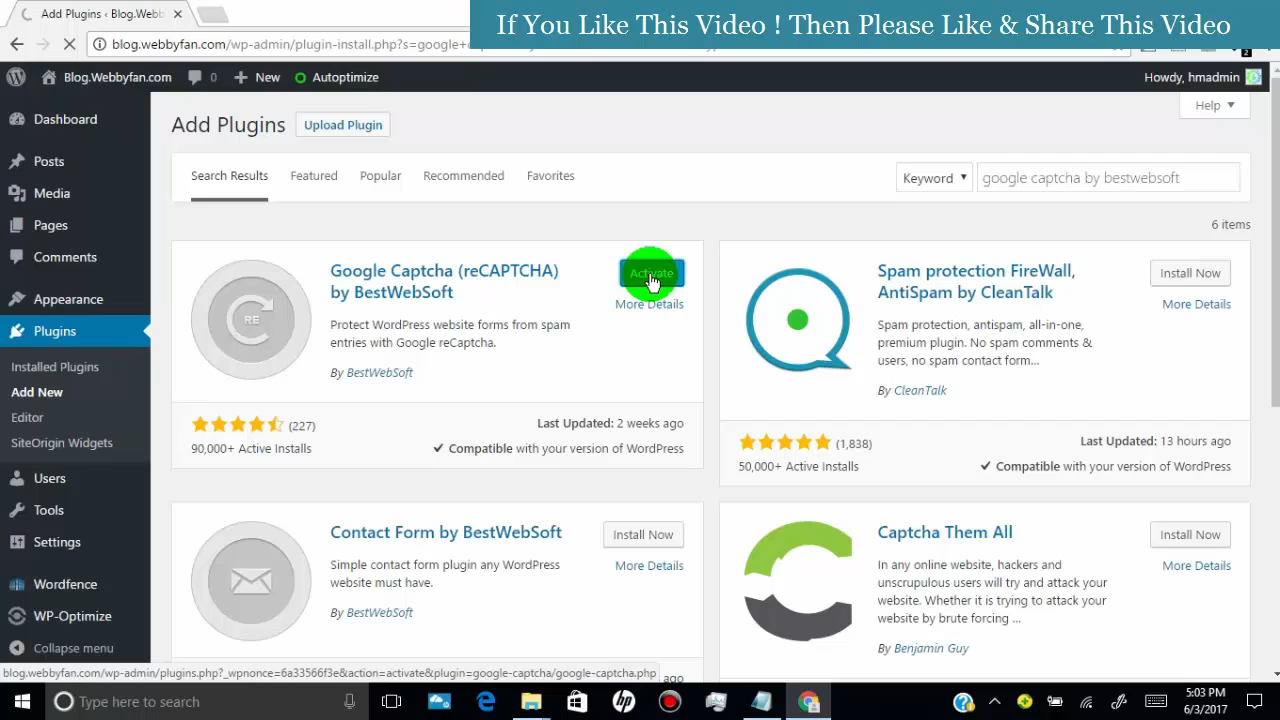 Add Plugins ‹ Blog.Webby
If You Like This Video ! Then Please Like & Share This Video
blog.webbyfan.com/wp-admin/plugin-install.php?s=google+
2
Blog.Webbyfan.com 0 New Autoptimize Howdy, hmadmin
Help
Dashboard
Posts
Media
Pages
Comments
Appearance
Plugins
Installed Plugins
Add New
Editor
SiteOrigin Widgets
Users
Tools
Settings
Wordfence
WP-Optimize
Collapse menu
Add Plugins Upload Plugin
Search Results Featured Popular Recommended Favorites Keyword google captcha by bestwebsoft
6 items
RE
Google Captcha (reCAPTCHA)
by BestWebSoft
Activate
More Details
Protect WordPress website forms from spam
entries with Google reCaptcha.
By BestWebSoft
(227)
Last Updated: 2 weeks ago
90,000+ Active Installs
Compatible with your version of WordPress
Spam protection FireWall,
AntiSpam by CleanTalk
Install Now
More Details
Spam protection, antispam, all-in-one,
premium plugin. No spam comments &
users, no spam contact form...
By CleanTalk
(1,838)
Last Updated: 13 hours ago
50,000+ Active Installs
Compatible with your version of WordPress
Contact Form by BestWebSoft
Install Now
More Details
Simple contact form plugin any WordPress
website must have.
By BestWebSoft
ago
Captcha Them All
Install Now
More Details
In any online website, hackers and
unscrupulous users will try and attack your
website. Whether it is trying to attack your
website by brute forcing ...
By Benjamin Guy
blog.webbyfan.com/wp-admin/plugins.php?_wpnonce=6a33566f3e&action=activate&plugin=google-captcha/google-captcha.php
Type here to search
5:03 PM
6/3/2017